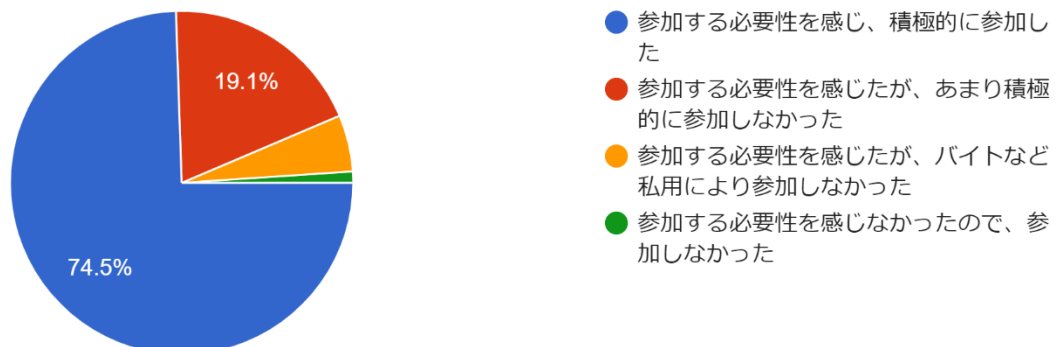 19.1%
74.5%
参加する必要性を感じ、積極的に参加し
た
参加する必要性を感じたが、あまり積極
的に参加しなかった
参加する必要性を感じたが、バイトなど
私用により参加しなかった
参加する必要性を感じなかったので、参
加しなかった